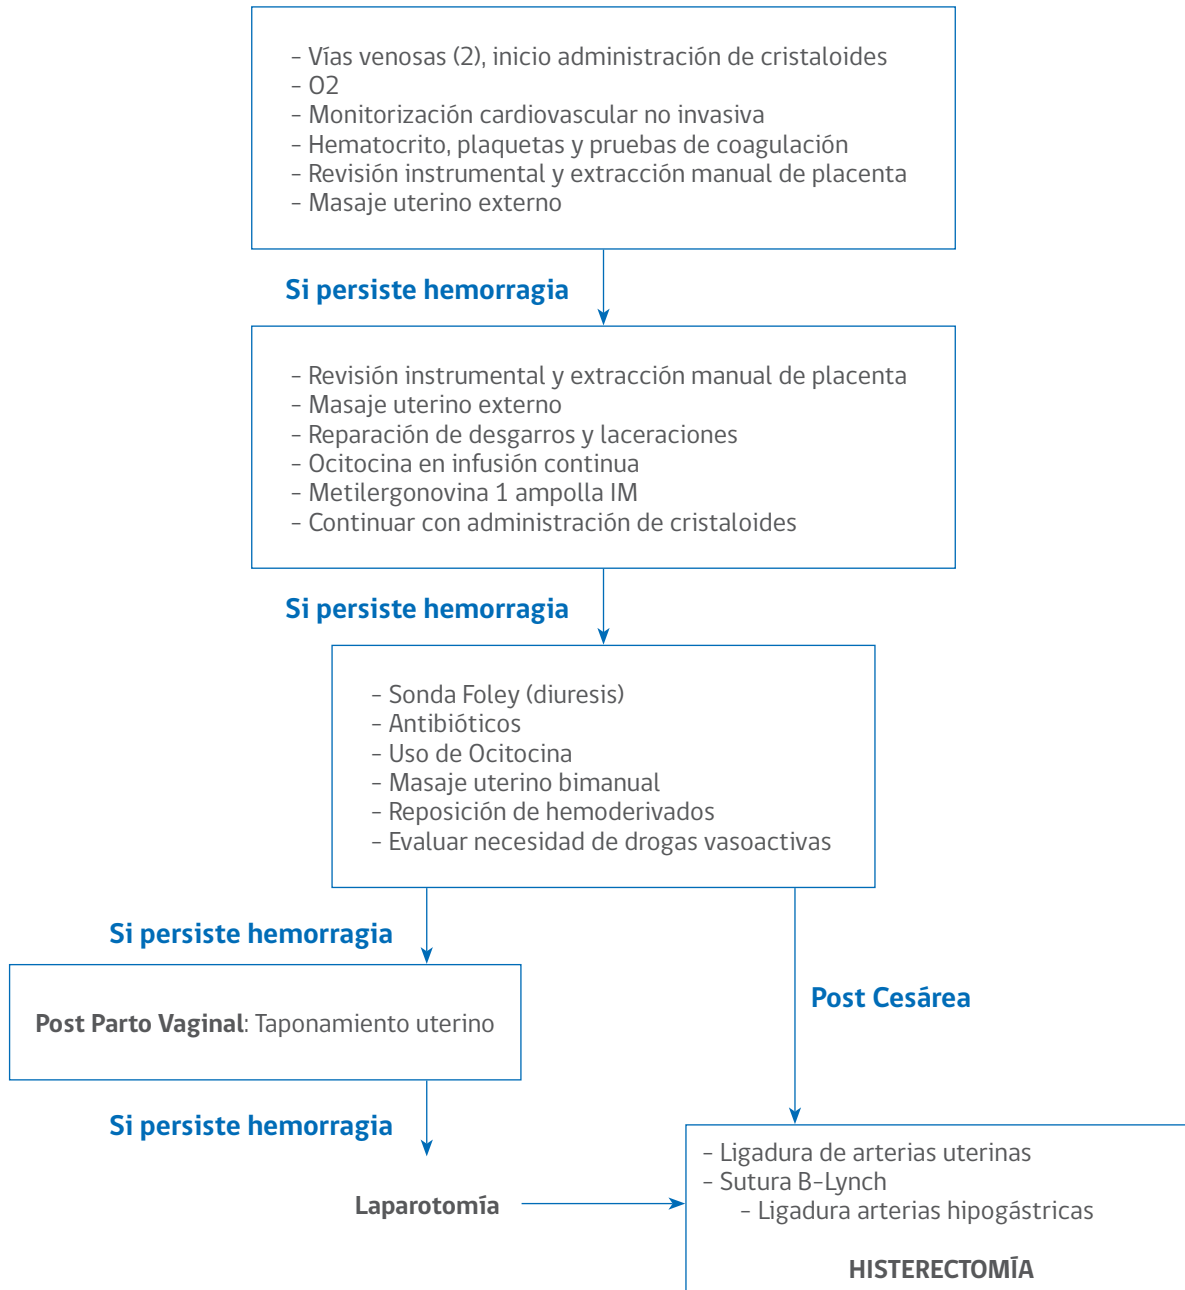 - Vías venosas (2), inicio administración de cristaloides
- O2
- Monitorización cardiovascular no invasiva
- Hematocrito, plaquetas y pruebas de coagulación
- Revisión instrumental y extracción manual de placenta
- Masaje uterino externo
Si persiste hemorragia
- Revisión instrumental y extracción manual de placenta
- Masaje uterino externo
- Reparación de desgarros y laceraciones
- Ocitocina en infusión continua
- Metilergonovina 1 ampolla IM
- Continuar con administración de cristaloides
Si persiste hemorragia
- Sonda Foley (diuresis)
- Antibióticos
- Uso de Ocitocina
- Masaje uterino bimanual
- Reposición de hemoderivados
- Evaluar necesidad de drogas vasoactivas
Si persiste hemorragia
Post Parto Vaginal: Taponamiento uterino
Si persiste hemorragia
Laparotomía
Post Cesárea
- Ligadura de arterias uterinas
- Sutura B-Lynch
- Ligadura arterias hipogástricas
HISTERECTOMÍA